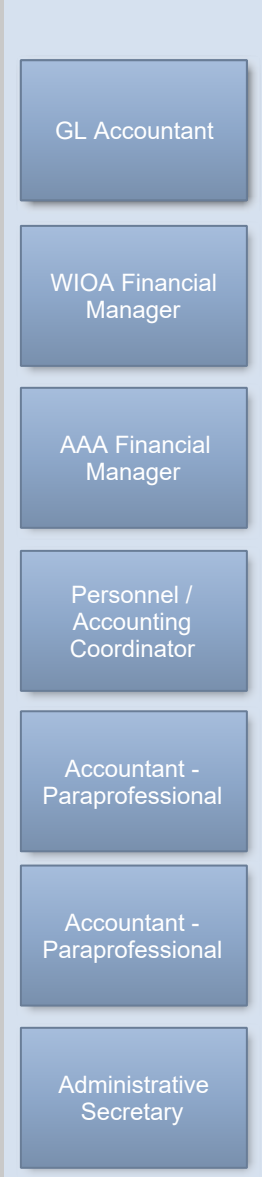 GL Accountant
WIOA Financial
Manager
AAA Financial
Manager
Personnel /
Accounting
Coordinator
Accountant -
Paraprofessional
Accountant -
Paraprofessional
Administrative
Secretary